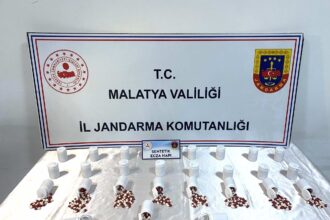 T.C.
MALATYA VALİLİĞİ
İL JANDARMA KOMUTANLIĞI
SENTETİK
ECZA HAPI